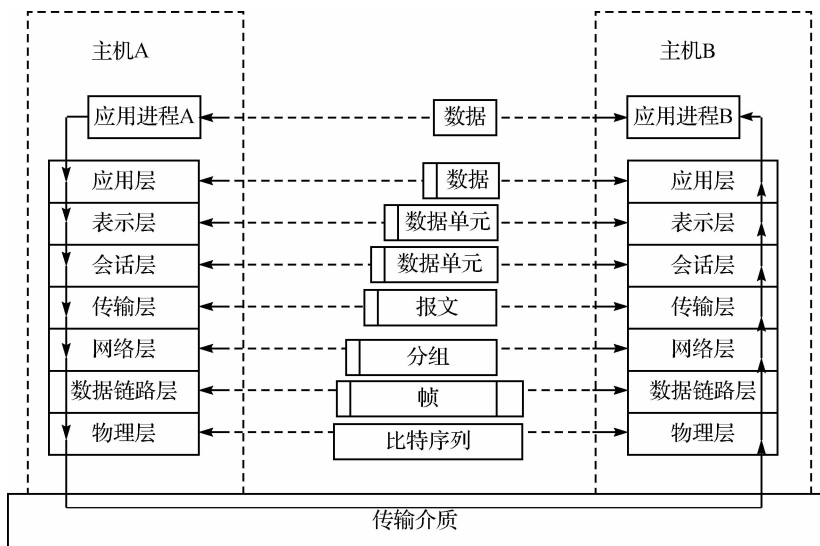 主机A 主机B
应用进程A 数据 应用进程B
应用层 数据 应用层
表示层 数据单元 表示层
会话层 数据单元 会话层
传输层 报文 传输层
网络层 分组 网络层
数据链路层 帧 数据链路层
物理层 比特序列 物理层
传输介质